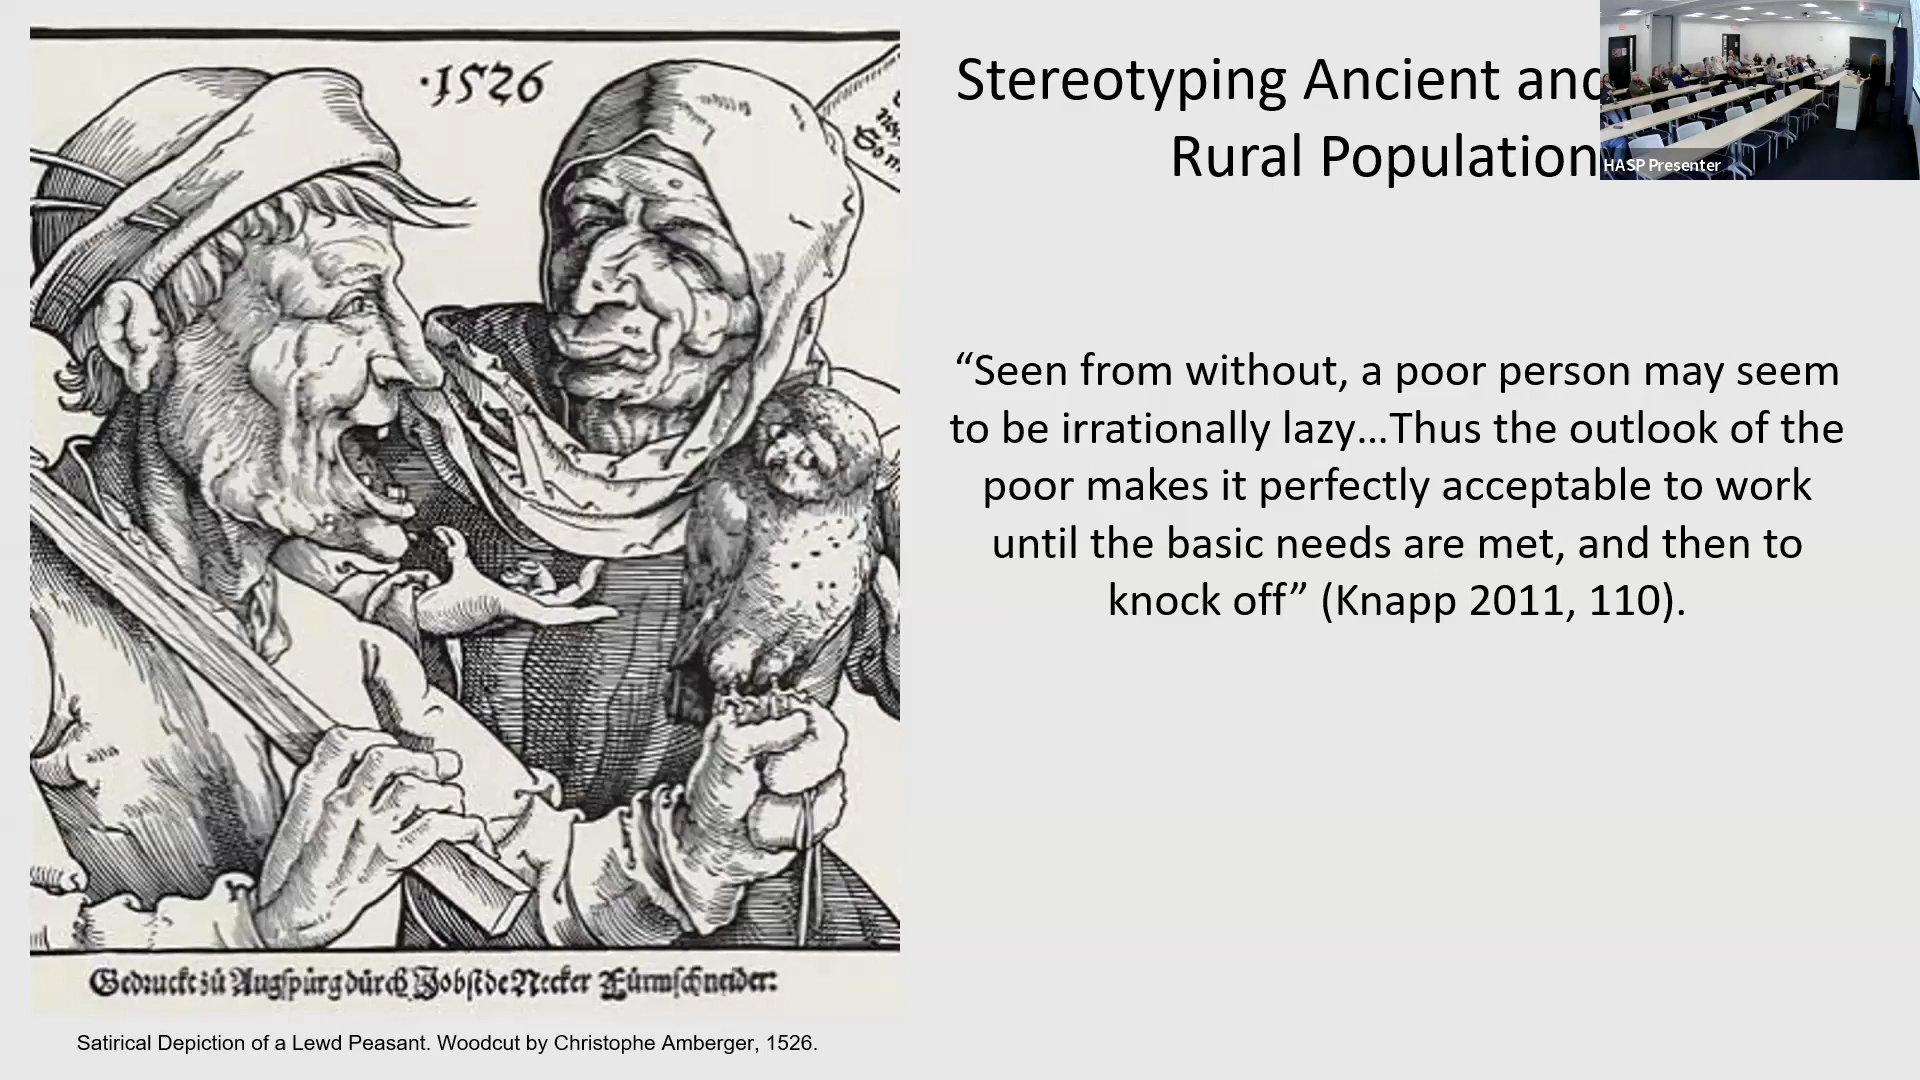 Stereotyping Ancient and
Rural Population
HASP Presenter
·1526
“Seen from without, a poor person may seem
to be irrationally lazy...Thus the outlook of the
poor makes it perfectly acceptable to work
until the basic needs are met, and then to
knock off” (Knapp 2011, 110).
Gedruckt zů Augspurg durch Jobst de Necker Furmschneider:
Satirical Depiction of a Lewd Peasant. Woodcut by Christophe Amberger, 1526.